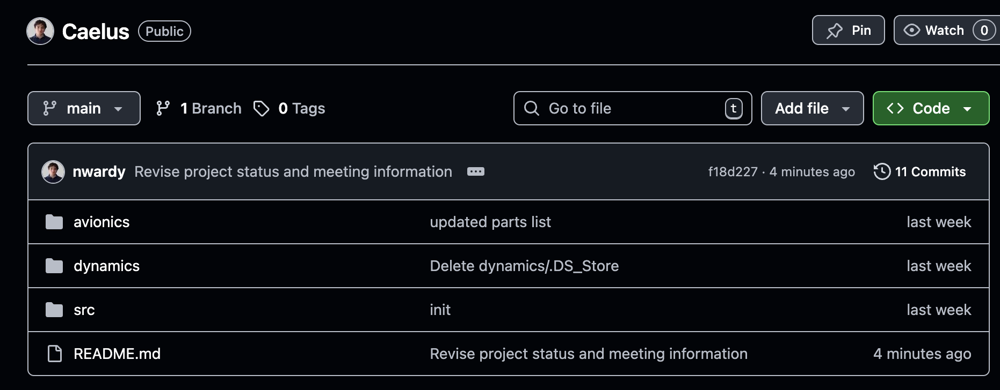 Caelus Public Pin Watch 0
main 1 Branch 0 Tags Go to file t Add file Code
nwardy Revise project status and meeting information f18d227 · 4 minutes ago 11 Commits
avionics updated parts list last week
dynamics Delete dynamics/.DS_Store last week
src init last week
README.md Revise project status and meeting information 4 minutes ago